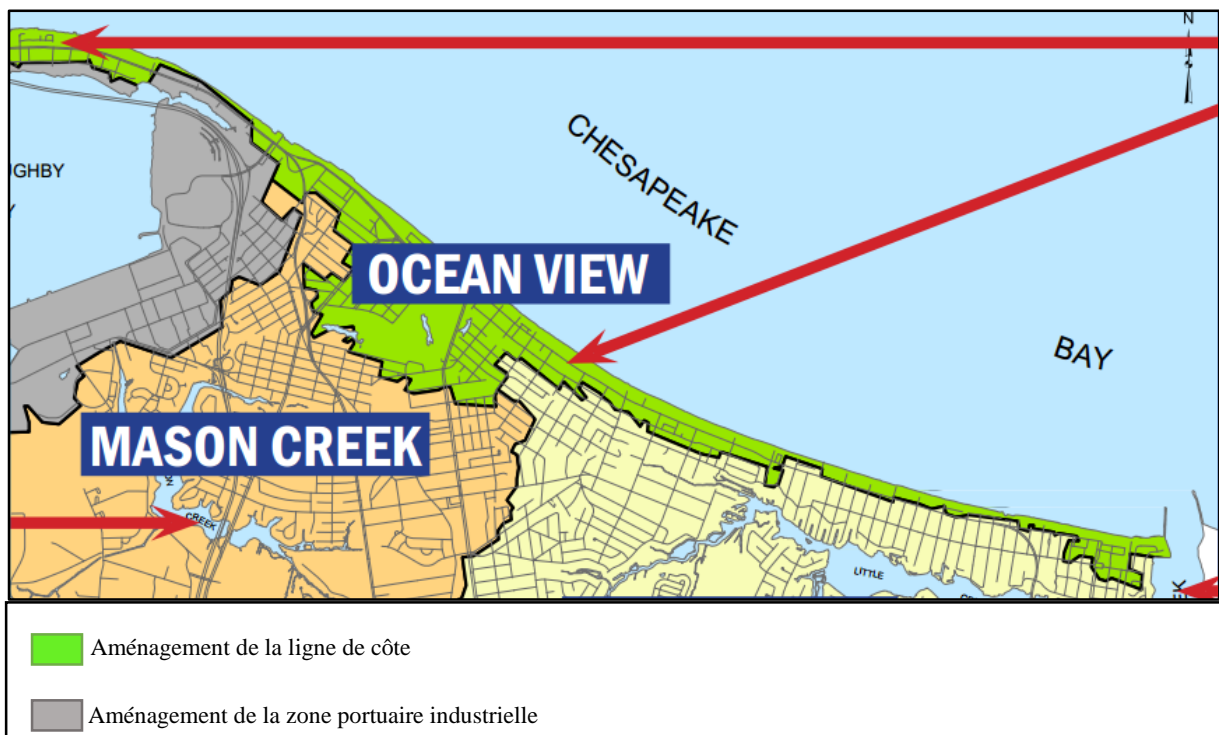 N
CHESAPEAKE
UGHBY
OCEAN VIEW
BAY
MASON CREEK
CREEK
LITTLE
Aménagement de la ligne de côte
Aménagement de la zone portuaire industrielle